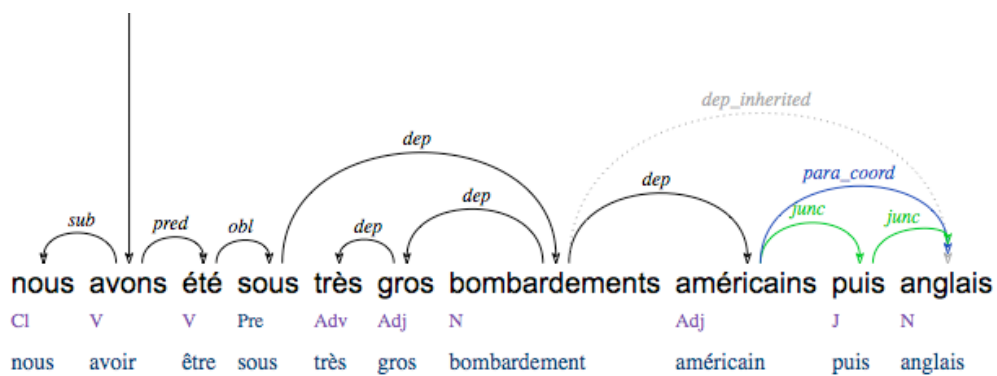 dep_inherited
dep
para_coord
dep
dep
junc
junc
sub
pred
obl
dep
nous avons été sous très gros bombardements américains puis anglais
Cl V V Pre Adv Adj N Adj J N
nous avoir être sous très gros bombardement américain puis anglais